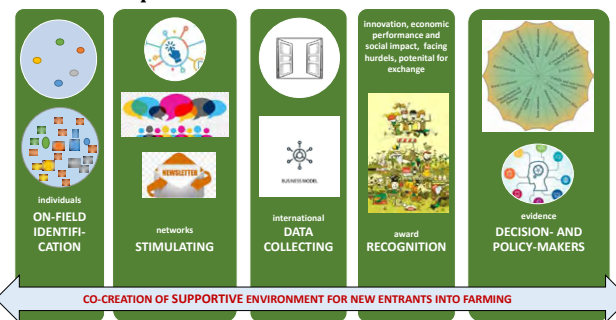 individuals
ON-FIELD
IDENTIFI-
CATION
NEWSLETTER
networks
STIMULATING
BUSINESS MODEL
international
DATA
COLLECTING
innovation, economic
performance and
social impact, facing
hurdels, potenital for
exchange
award
RECOGNITION
evidence
DECISION- AND
POLICY-MAKERS
CO-CREATION OF SUPPORTIVE ENVIRONMENT FOR NEW ENTRANTS INTO FARMING